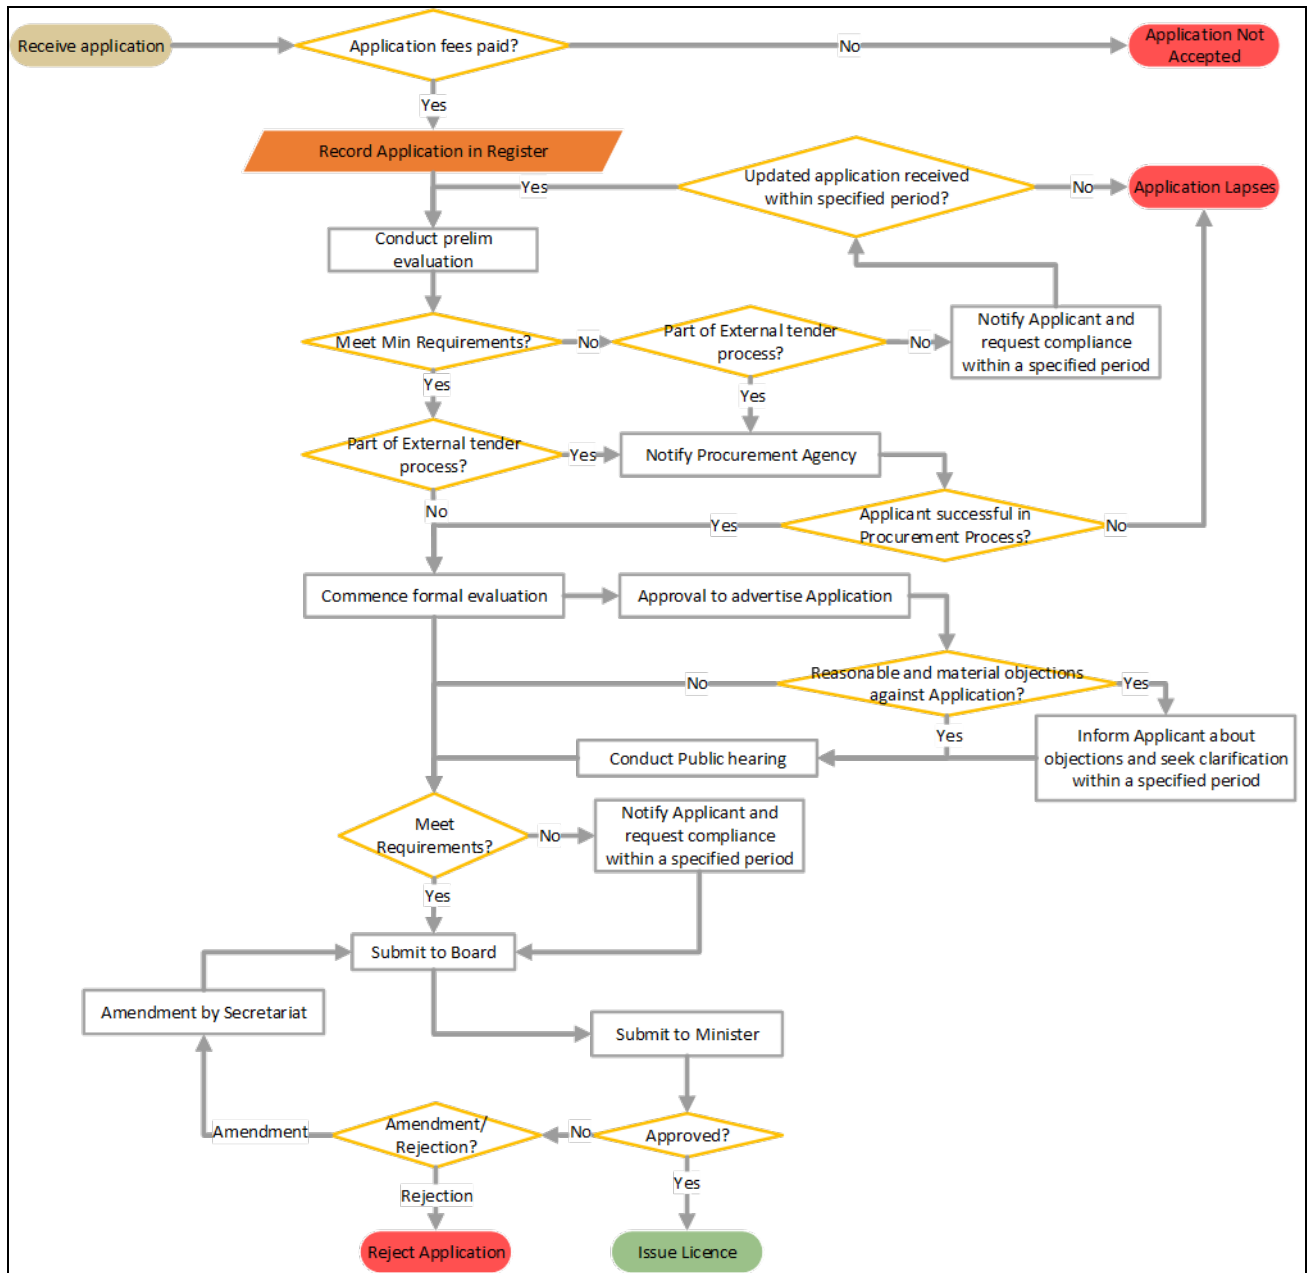 Receive application
Application fees paid?
No
Application Not
Accepted
Yes
Record Application in Register
Updated application received
within specified period?
Yes
No
Application Lapses
Conduct prelim
evaluation
Meet Min Requirements?
No
Part of External tender
process?
No
Notify Applicant and
request compliance
within a specified period
Yes
Yes
Part of External tender
process?
Yes
Notify Procurement Agency
No
Yes
Applicant successful in
Procurement Process?
No
Commence formal evaluation
Approval to advertise Application
No
Reasonable and material objections
against Application?
Yes
Yes
Conduct Public hearing
Inform Applicant about
objections and seek clarification
within a specified period
Meet
Requirements?
No
Notify Applicant and
request compliance
within a specified period
Yes
Submit to Board
Amendment by Secretariat
Submit to Minister
Amendment
Amendment/
Rejection?
No
Approved?
Rejection
Yes
Reject Application
Issue Licence